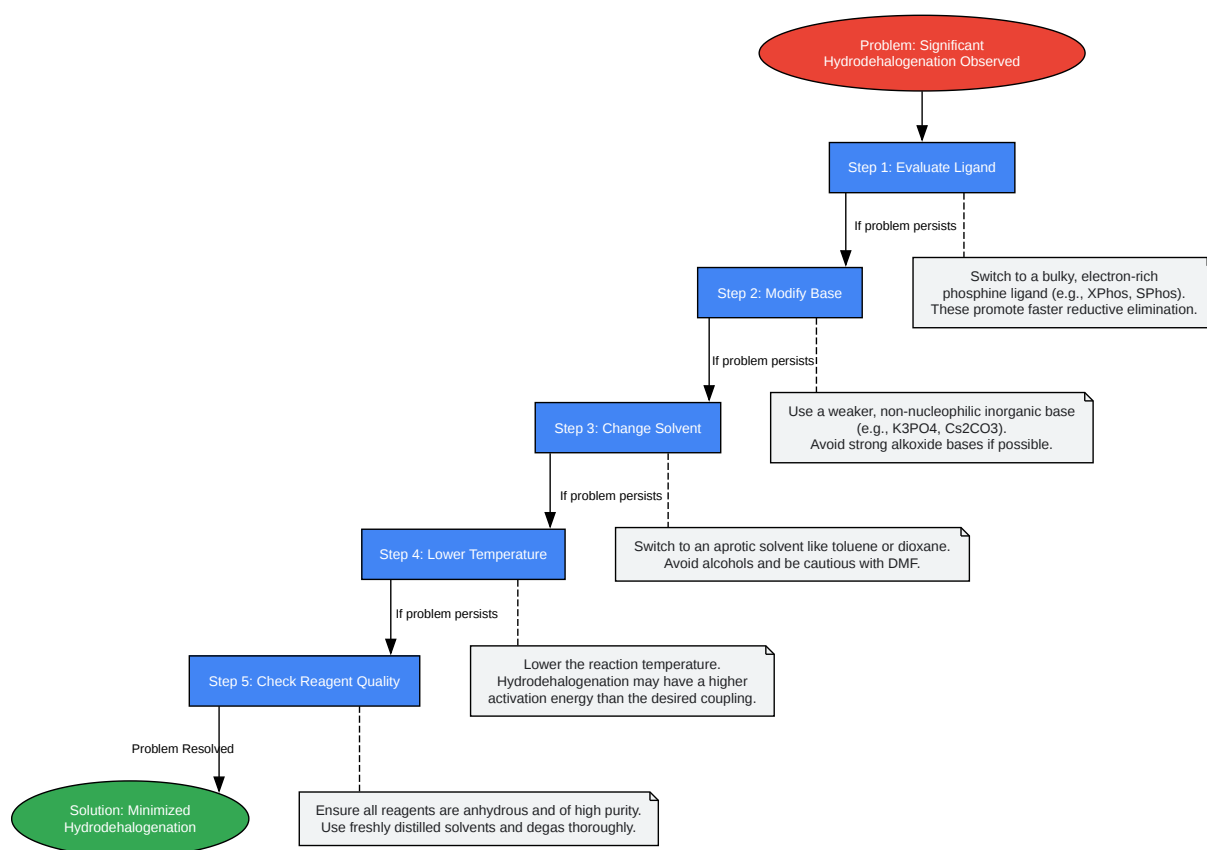 Problem: Significant
Hydrodehalogenation Observed
Step 1: Evaluate Ligand
If problem persists
Switch to a bulky, electron-rich
phosphine ligand (e.g., XPhos, SPhos).
These promote faster reductive elimination.
Step 2: Modify Base
If problem persists
Use a weaker, non-nucleophilic inorganic base
(e.g., K3PO4, Cs2CO3).
Avoid strong alkoxide bases if possible.
Step 3: Change Solvent
If problem persists
Switch to an aprotic solvent like toluene or dioxane.
Avoid alcohols and be cautious with DMF.
Step 4: Lower Temperature
If problem persists
Lower the reaction temperature.
Hydrodehalogenation may have a higher
activation energy than the desired coupling.
Step 5: Check Reagent Quality
Problem Resolved
Ensure all reagents are anhydrous and of high purity.
Use freshly distilled solvents and degas thoroughly.
Solution: Minimized
Hydrodehalogenation